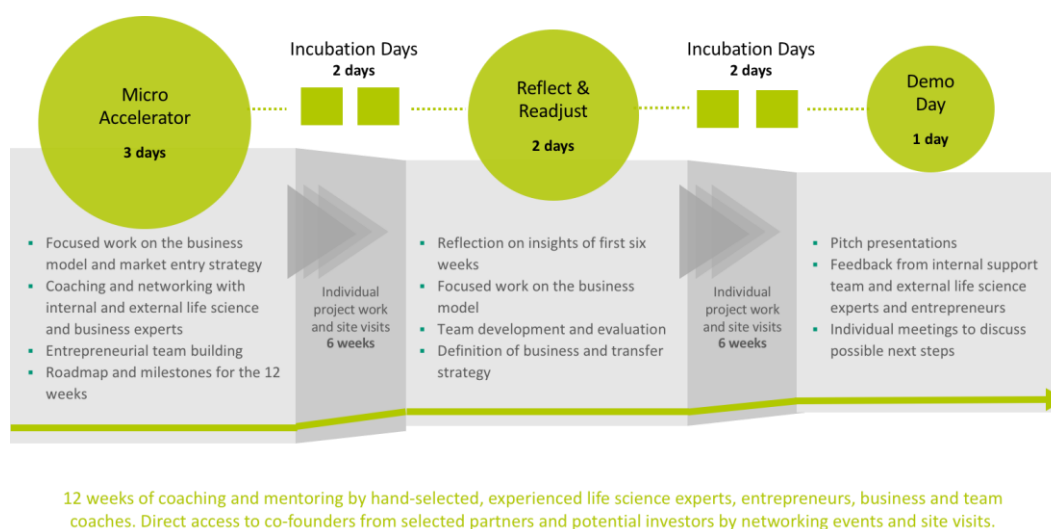 Micro
Accelerator
3 days
Incubation Days
2 days
Reflect &
Readjust
2 days
Incubation Days
2 days
Demo
Day
1 day
▪ Focused work on the business
model and market entry strategy
▪ Coaching and networking with
internal and external life science
and business experts
▪ Entrepreneurial team building
▪ Roadmap and milestones for the 12
weeks
Individual
project work
and site visits
6 weeks
▪ Reflection on insights of first six
weeks
▪ Focused work on the business
model
▪ Team development and evaluation
▪ Definition of business and transfer
strategy
Individual
project work
and site visits
6 weeks
▪ Pitch presentations
▪ Feedback from internal support
team and external life science
experts and entrepreneurs
▪ Individual meetings to discuss
possible next steps
12 weeks of coaching and mentoring by hand-selected, experienced life science experts, entrepreneurs, business and team
coaches. Direct access to co-founders from selected partners and potential investors by networking events and site visits.